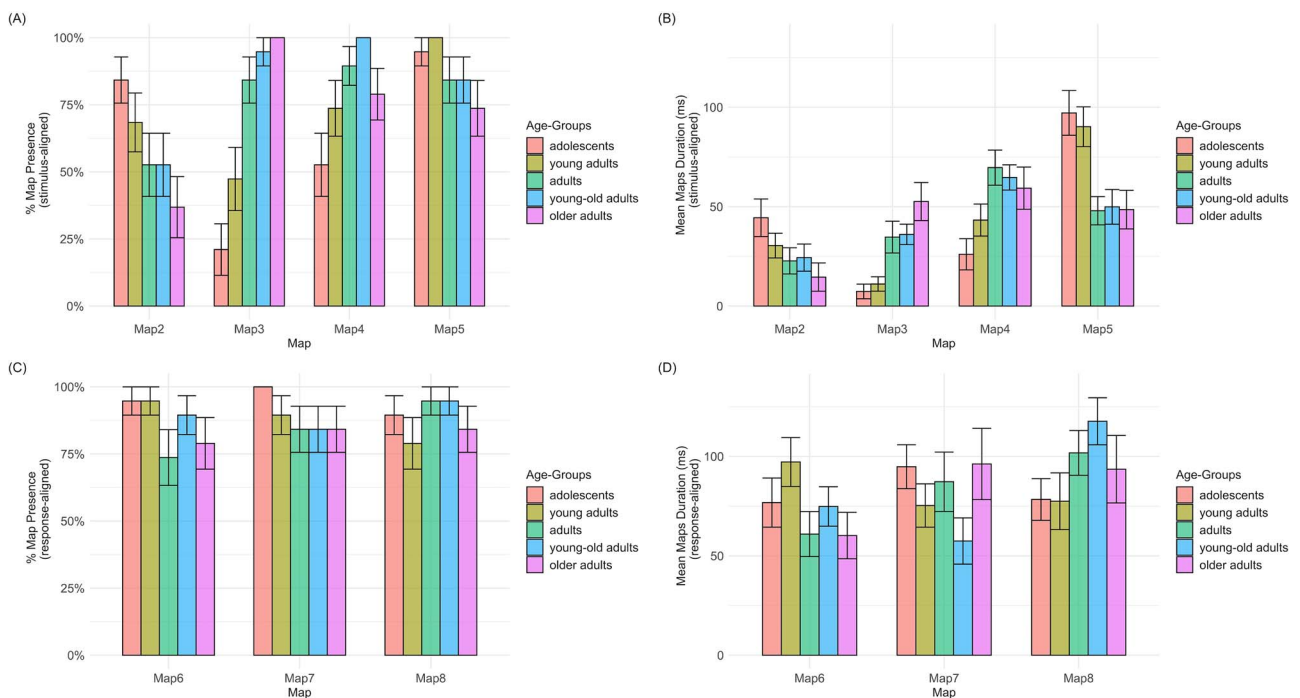 (A)
% Map Presence
(stimulus-aligned)
100%
75%
50%
25%
0%
Map2 Map3 Map4 Map5
Map
Age-Groups
adolescents
young adults
adults
young-old adults
older adults
(B)
Mean Maps Duration (ms)
(stimulus-aligned)
100
50
0
Map2 Map3 Map4 Map5
Map
Age-Groups
adolescents
young adults
adults
young-old adults
older adults
(C)
% Map Presence
(response-aligned)
100%
75%
50%
25%
0%
Map6 Map7 Map8
Map
Age-Groups
adolescents
young adults
adults
young-old adults
older adults
(D)
Mean Maps Duration (ms)
(response-aligned)
100
50
0
Map6 Map7 Map8
Map
Age-Groups
adolescents
young adults
adults
young-old adults
older adults